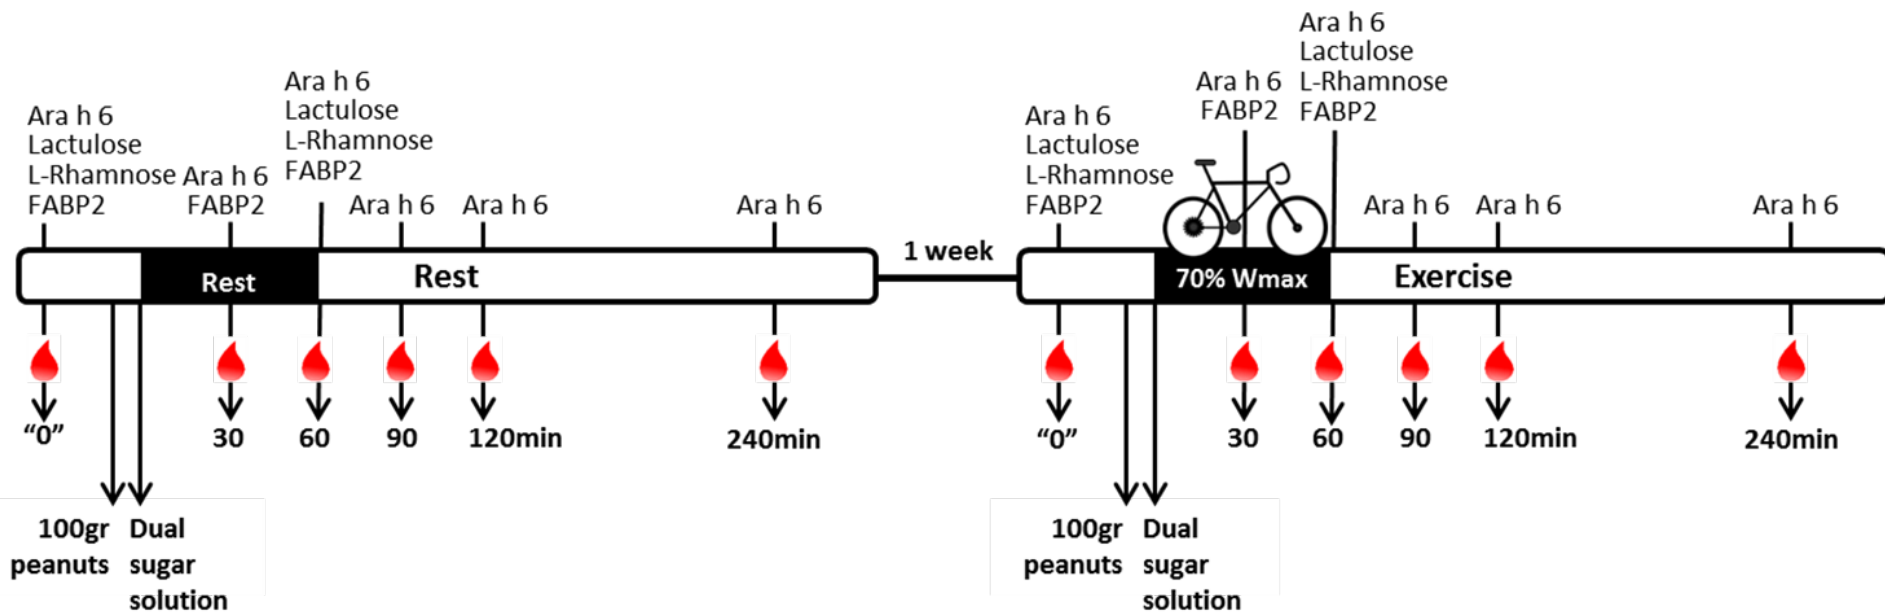 Ara h 6
Lactulose
L-Rhamnose
FABP2
Ara h 6
FABP2
Ara h 6
Lactulose
L-Rhamnose
FABP2
Ara h 6
Ara h 6
Ara h 6
Rest
Rest
“0”
30
60
90
120min
240min
100gr
peanuts
Dual
sugar
solution
1 week
Ara h 6
Lactulose
L-Rhamnose
FABP2
Ara h 6
FABP2
Ara h 6
Lactulose
L-Rhamnose
FABP2
Ara h 6
Ara h 6
Ara h 6
70% Wmax
Exercise
“0”
30
60
90
120min
240min
100gr
peanuts
Dual
sugar
solution